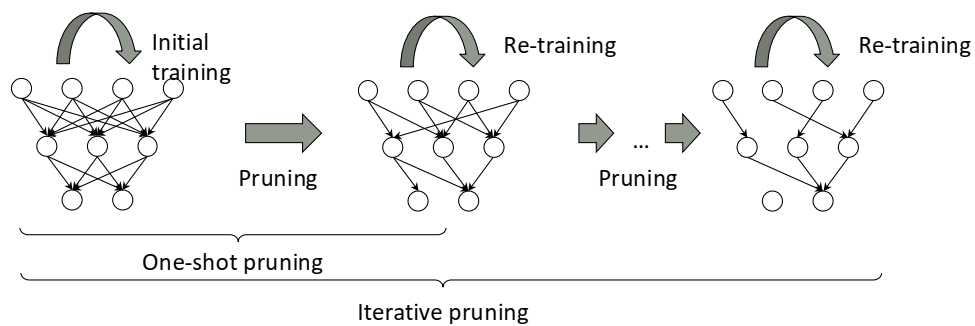 Initial
training
Re-training
Re-training
Pruning
...
Pruning
One-shot pruning
Iterative pruning